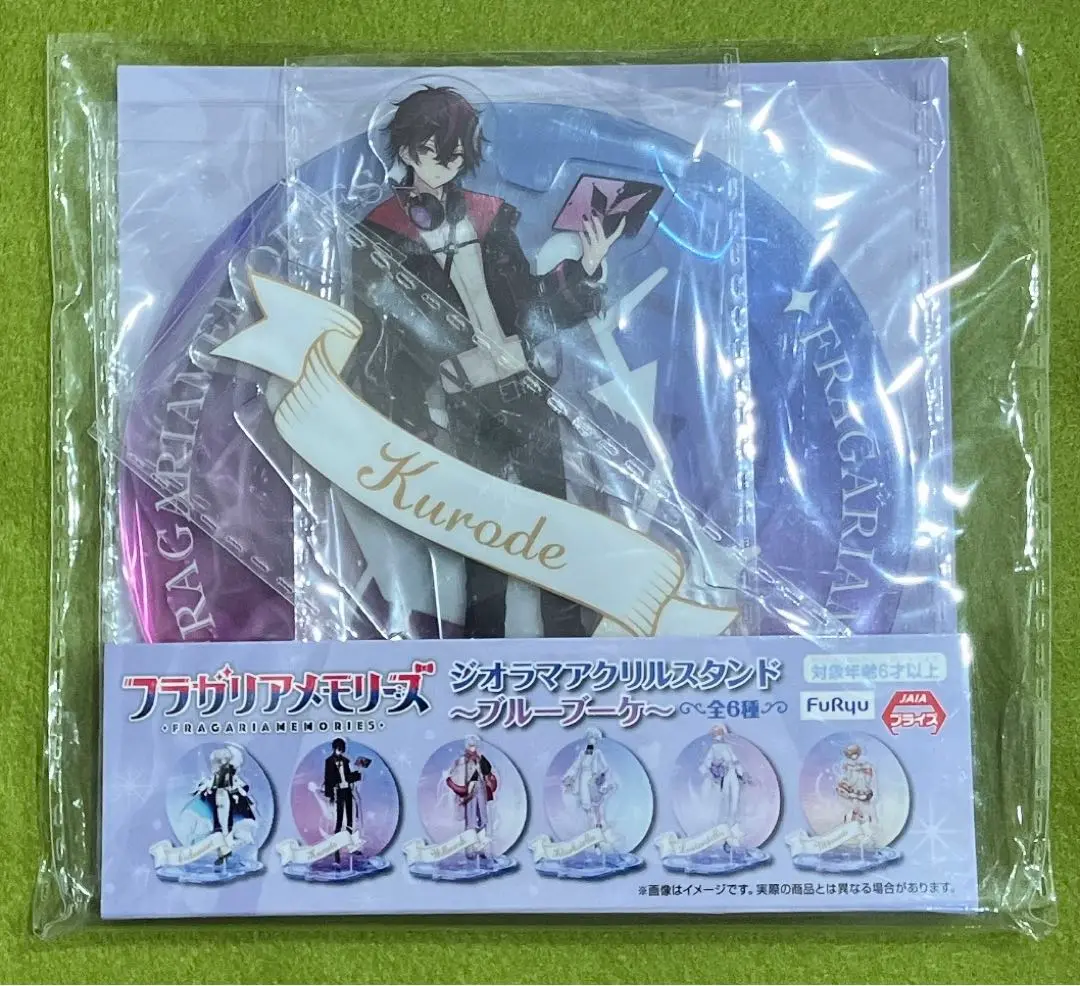 FRAGARIA
FRAGARIA
Kurode
フラガリアメモリーズ
・FRAGARIA MEMORIES・
ジオラマアクリルスタンド
～ブルーブーケ～ 全6種
対象年齢6才以上
FuRyu
JAIA
プライズ
Kurode
※画像はイメージです。実際の商品とは異なる場合があります。